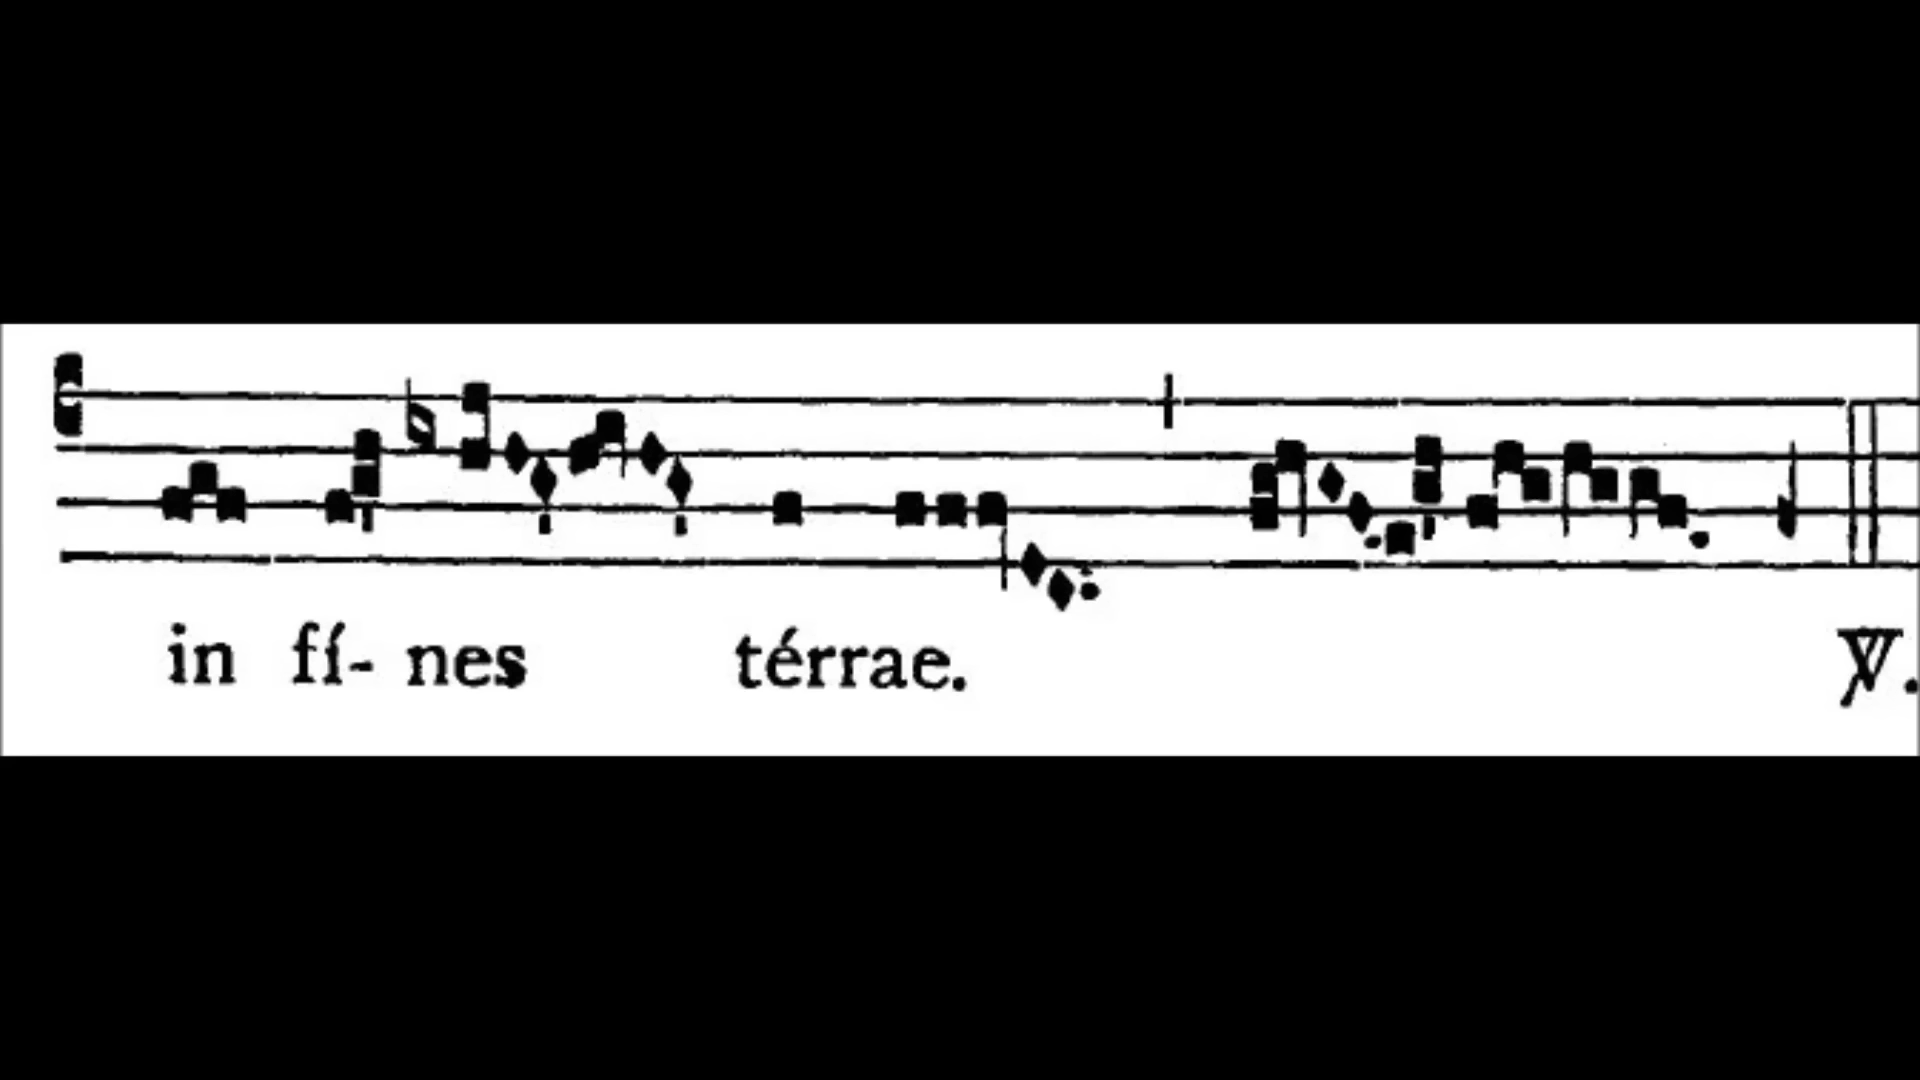 in fí- nes térrae. ℣.